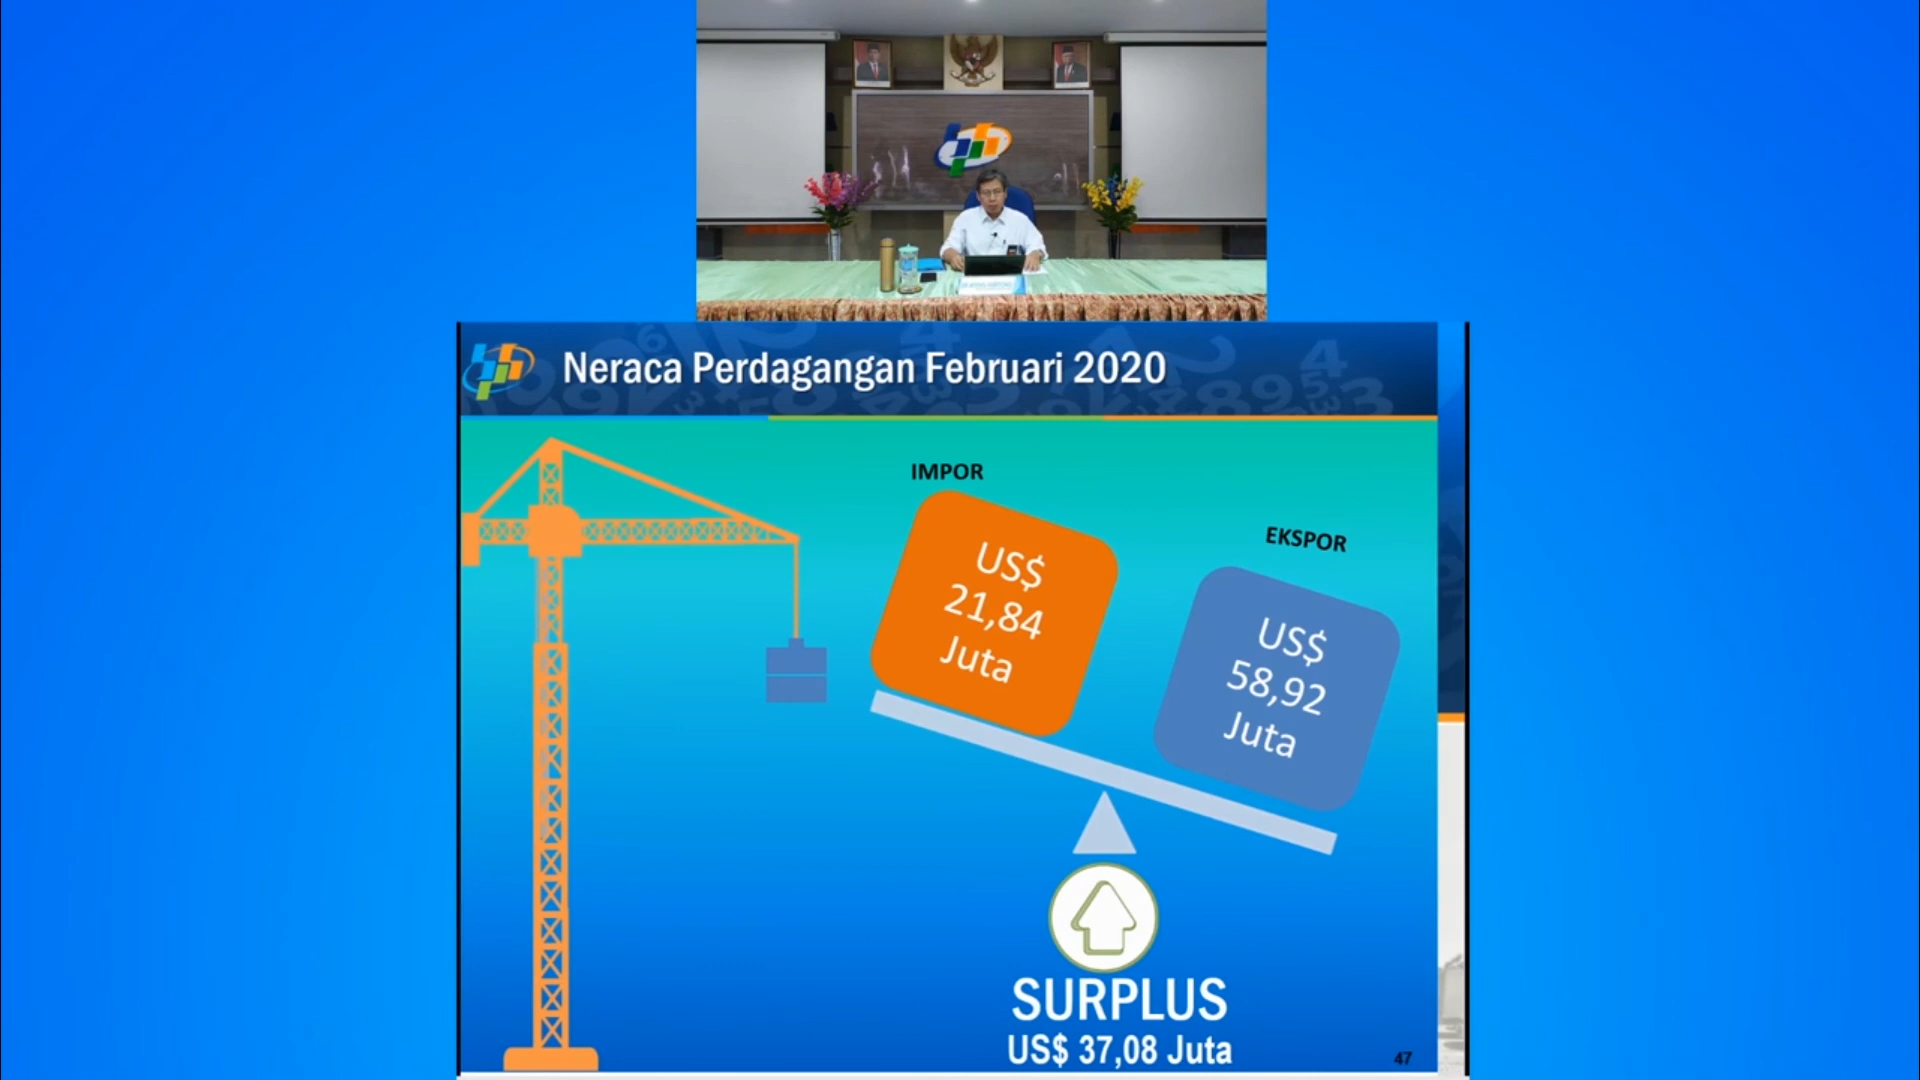 Neraca Perdagangan Februari 2020
IMPOR
US$
21,84
Juta
EKSPOR
US$
58,92
Juta
SURPLUS
US$ 37,08 Juta
47